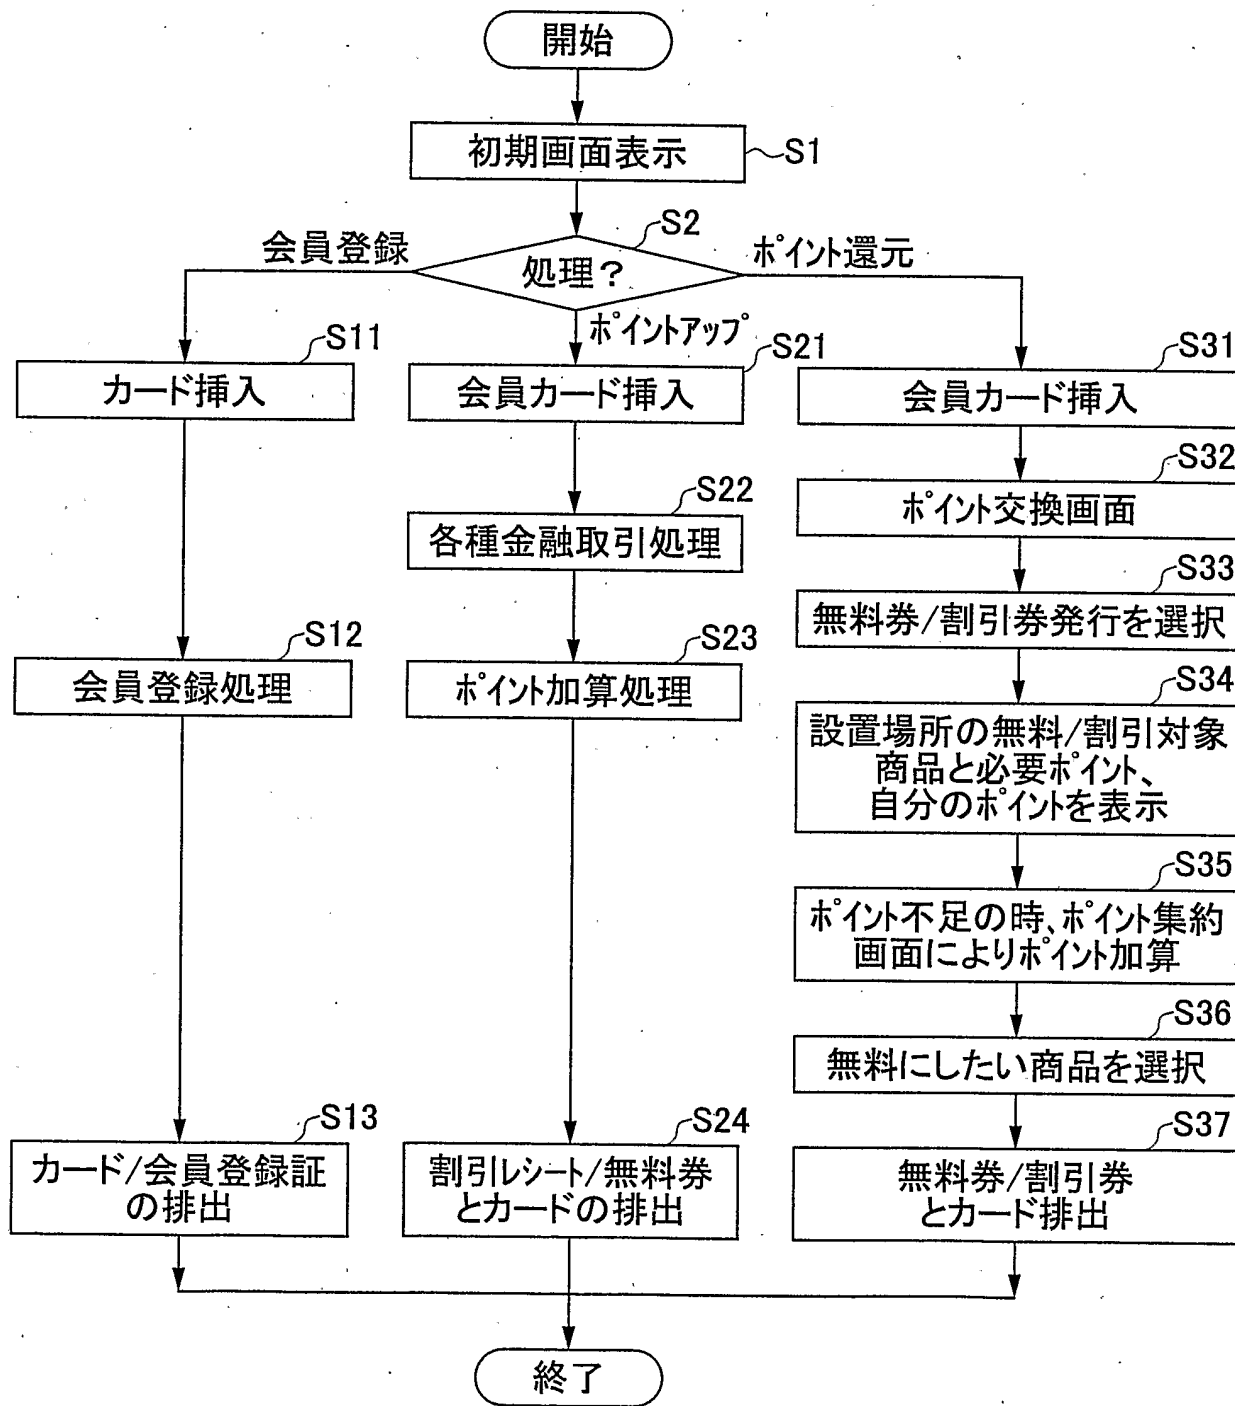 開始
初期画面表示
S1
S2
処理？
会員登録
ポイントアップ
ポイント還元
S11
カード挿入
S12
会員登録処理
S13
カード/会員登録証
の排出
S21
会員カード挿入
S22
各種金融取引処理
S23
ポイント加算処理
S24
割引レシート/無料券
とカードの排出
S31
会員カード挿入
S32
ポイント交換画面
S33
無料券/割引券発行を選択
S34
設置場所の無料/割引対象
商品と必要ポイント、
自分のポイントを表示
S35
ポイント不足の時、ポイント集約
画面によりポイント加算
S36
無料にしたい商品を選択
S37
無料券/割引券
とカード排出
終了